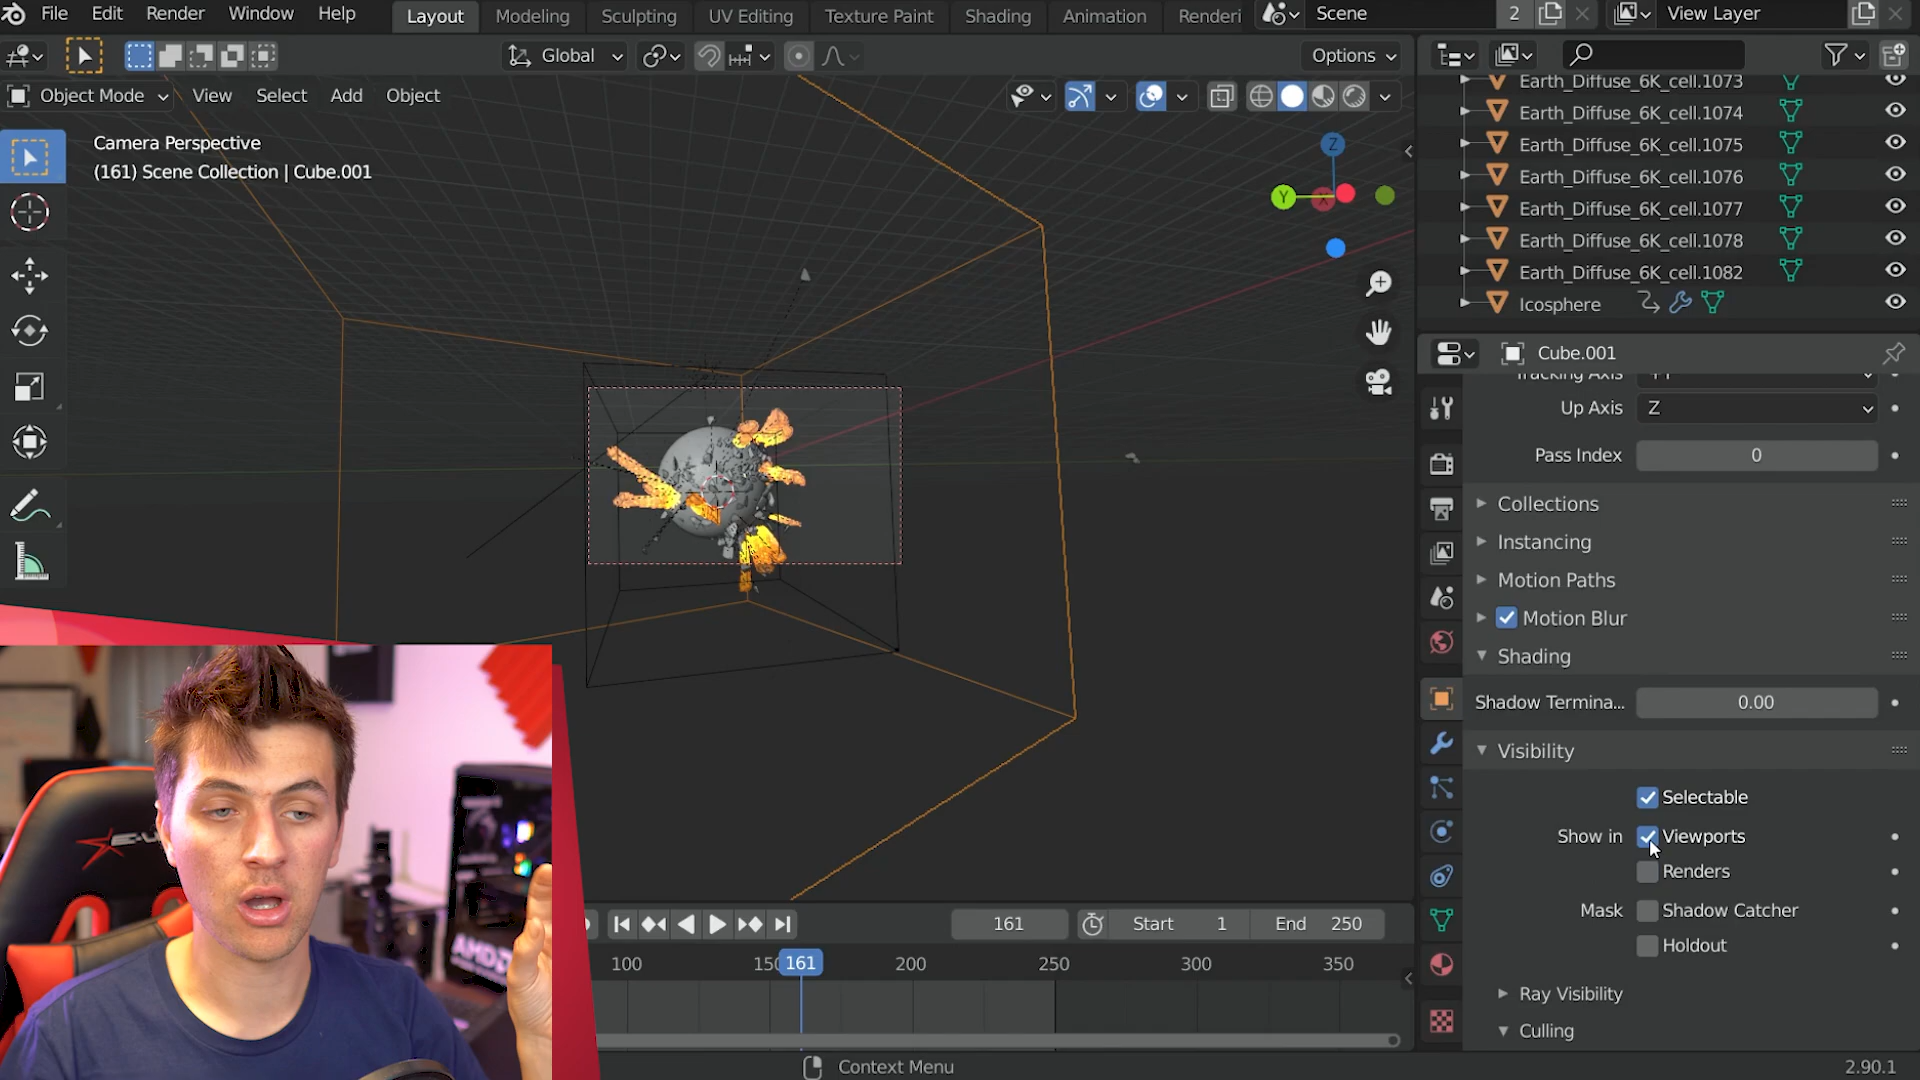 File Edit Render Window Help Layout Modeling Sculpting UV Editing Texture Paint Shading Animation Renderi Scene 2 View Layer
Global Options
Object Mode View Select Add Object
Camera Perspective
(161) Scene Collection | Cube.001
Z
Y
X
Earth_Diffuse_6K_cell.1073
Earth_Diffuse_6K_cell.1074
Earth_Diffuse_6K_cell.1075
Earth_Diffuse_6K_cell.1076
Earth_Diffuse_6K_cell.1077
Earth_Diffuse_6K_cell.1078
Earth_Diffuse_6K_cell.1082
Icosphere
Cube.001
Tracking Axis +Y
Up Axis Z
Pass Index 0
Collections
Instancing
Motion Paths
Motion Blur
Shading
Shadow Termina... 0.00
Visibility
Selectable
Show in Viewports
Renders
Mask Shadow Catcher
Holdout
Ray Visibility
Culling
AMD
161 Start 1 End 250
100 150 161 200 250 300 350
Context Menu
2.90.1